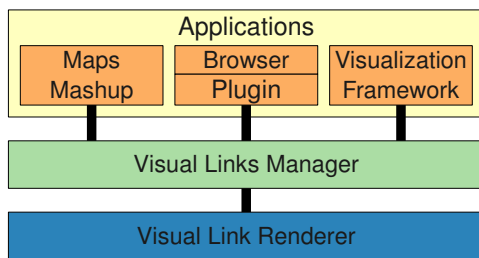 Applications
Maps
Mashup
Browser
Plugin
Visualization
Framework
Visual Links Manager
Visual Link Renderer